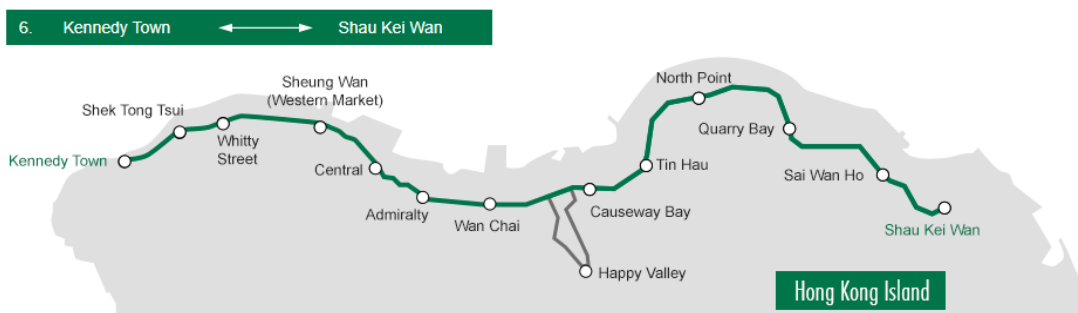 6. Kennedy Town Shau Kei Wan
Sheung Wan
(Western Market)
North Point
Shek Tong Tsui
Whitty
Street
Quarry Bay
Kennedy Town
Central
Tin Hau
Sai Wan Ho
Admiralty
Wan Chai
Causeway Bay
Shau Kei Wan
Happy Valley
Hong Kong Island